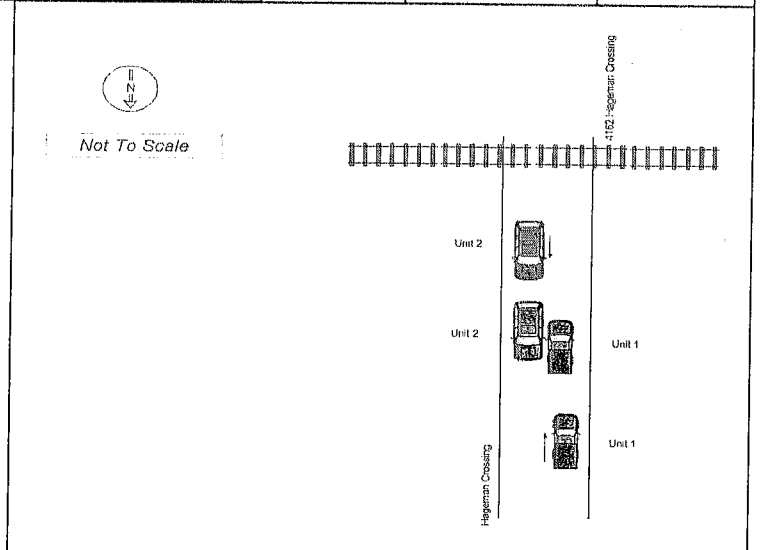 N
4162 Hageman Crossing
Not To Scale
Unit 2
Unit 2
Unit 1
Unit 1
Hageman Crossing